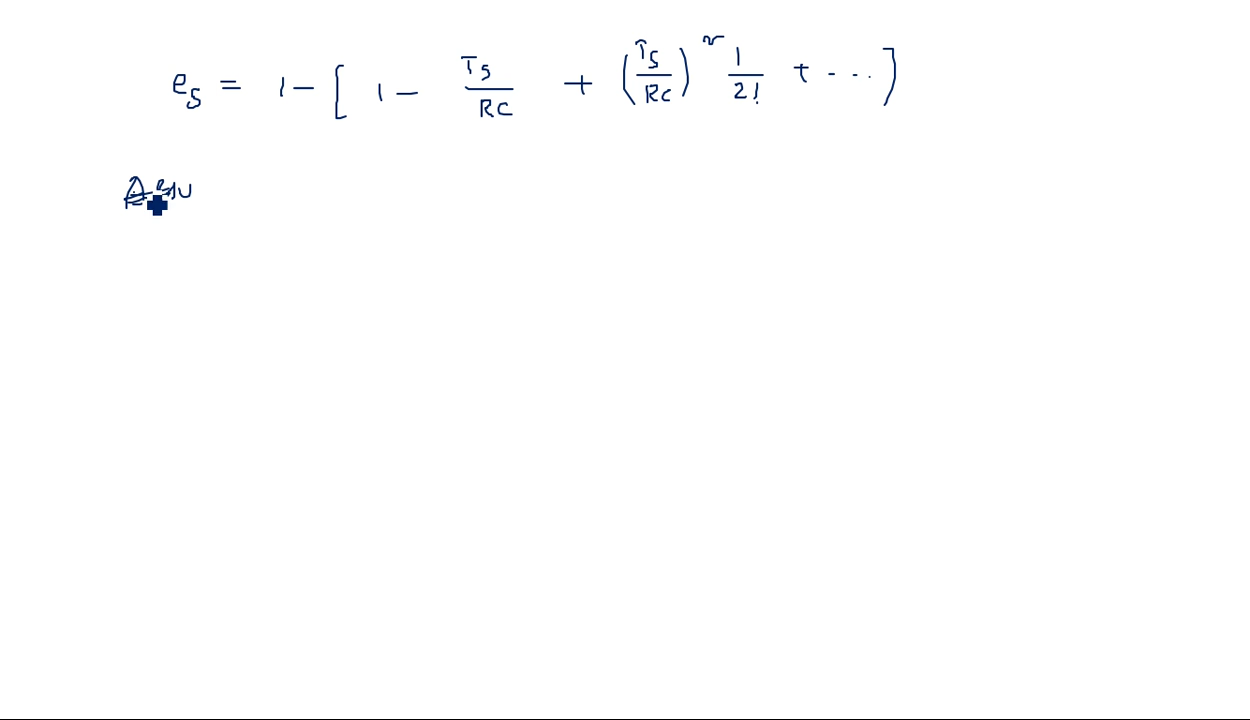 e_s = 1 - [ 1 - T_s/RC + (T_s/RC)^2 1/2! + ... ]